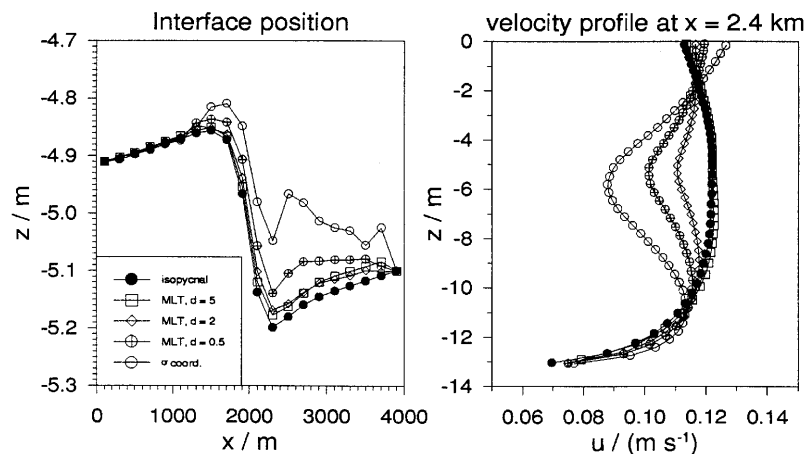 Interface position
-4.7
-4.8
-4.9
-5.0
-5.1
-5.2
-5.3
z / m
isopycnal
MLT, d = 5
MLT, d = 2
MLT, d = 0.5
σ coord.
0 1000 2000 3000 4000
x / m
velocity profile at x = 2.4 km
0
-2
-4
-6
-8
-10
-12
-14
z / m
0.06 0.08 0.10 0.12 0.14
u / (m s⁻¹)